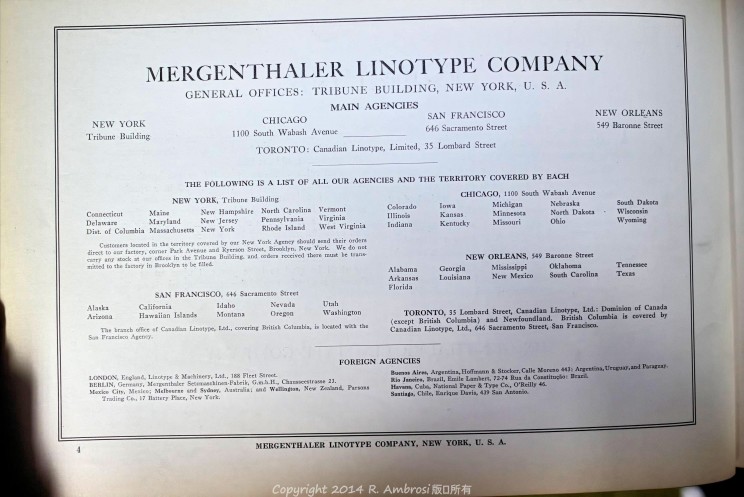 MERGENTHALER LINOTYPE COMPANY
GENERAL OFFICES: TRIBUNE BUILDING, NEW YORK, U. S. A.
MAIN AGENCIES
NEW YORK
Tribune Building
CHICAGO
1100 South Wabash Avenue
SAN FRANCISCO
646 Sacramento Street
NEW ORLEANS
549 Baronne Street
TORONTO: Canadian Linotype, Limited, 35 Lombard Street
THE FOLLOWING IS A LIST OF ALL OUR AGENCIES AND THE TERRITORY COVERED BY EACH
NEW YORK, Tribune Building
Connecticut Maine New Hampshire North Carolina Vermont
Delaware Maryland New Jersey Pennsylvania Virginia
Dist. of Columbia Massachusetts New York Rhode Island West Virginia
Customers located in the territory covered by our New York Agency should send their orders
direct to our factory, corner Park Avenue and Ryerson Street, Brooklyn, New York. We do not
carry any stock at our offices in the Tribune Building, and orders received there must be trans-
mitted to the factory in Brooklyn to be filled.
SAN FRANCISCO, 646 Sacramento Street
Alaska California Idaho Nevada Utah
Arizona Hawaiian Islands Montana Oregon Washington
The branch office of Canadian Linotype, Ltd., covering British Columbia, is located with the
San Francisco Agency.
CHICAGO, 1100 South Wabash Avenue
Colorado Iowa Michigan Nebraska South Dakota
Illinois Kansas Minnesota North Dakota Wisconsin
Indiana Kentucky Missouri Ohio Wyoming
NEW ORLEANS, 549 Baronne Street
Alabama Georgia Mississippi Oklahoma Tennessee
Arkansas Louisiana New Mexico South Carolina Texas
Florida
TORONTO, 35 Lombard Street, Canadian Linotype, Ltd.: Dominion of Canada
(except British Columbia) and Newfoundland. British Columbia is covered by
Canadian Linotype, Ltd., 646 Sacramento Street, San Francisco.
FOREIGN AGENCIES
LONDON, England, Linotype & Machinery, Ltd., 188 Fleet Street.
BERLIN, Germany, Mergenthaler Setzmaschinen-Fabrik, G.m.b.H., Chausseestrasse 23.
Mexico City, Mexico; Melbourne and Sydney, Australia; and Wellington, New Zealand, Parsons
Trading Co., 17 Battery Place, New York.
Buenos Aires, Argentina, Hoffmann & Stocker, Calle Moreno 443: Argentina, Uruguay, and Paraguay.
Rio Janeiro, Brazil, Emile Lambert, 72-74 Rua da Constitução: Brazil.
Havana, Cuba, National Paper & Type Co., O'Reilly 46.
Santiago, Chile, Enrique Davis, 439 San Antonio.
4
MERGENTHALER LINOTYPE COMPANY, NEW YORK, U. S. A.
Copyright 2014 R. Ambrosi 版□所有